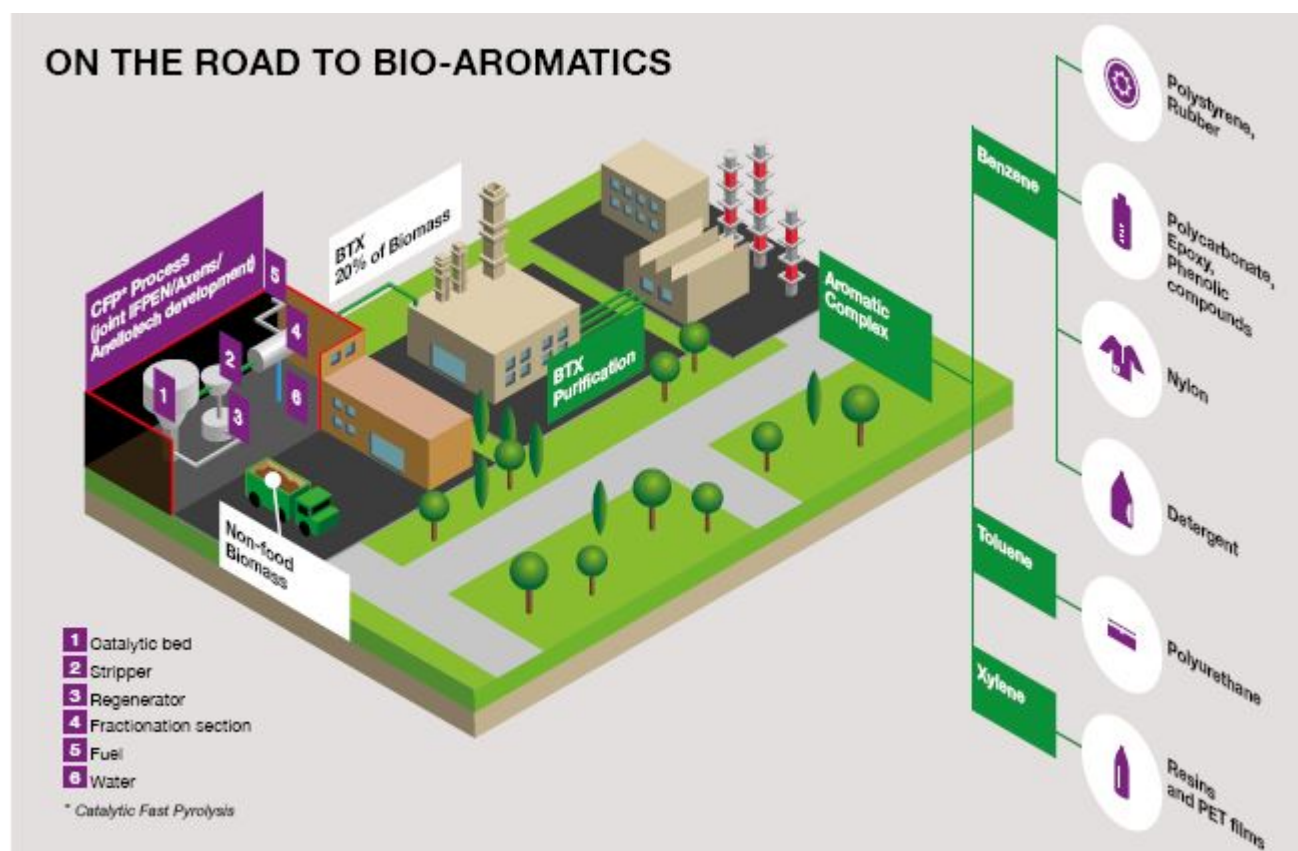 ON THE ROAD TO BIO-AROMATICS
CFP* Process
(joint IFPEN/Axens/
Anellotech development)
BTX
20% of Biomass
1
2
3
4
5
6
Non-food
Biomass
BTX
Purification
Aromatic
Complex
Benzene
Polystyrene,
Rubber
Polycarbonate,
Epoxy,
Phenolic
compounds
Nylon
Detergent
Toluene
Polyurethane
Xylene
Resins
and PET films
1 Catalytic bed
2 Stripper
3 Regenerator
4 Fractionation section
5 Fuel
6 Water
* Catalytic Fast Pyrolysis